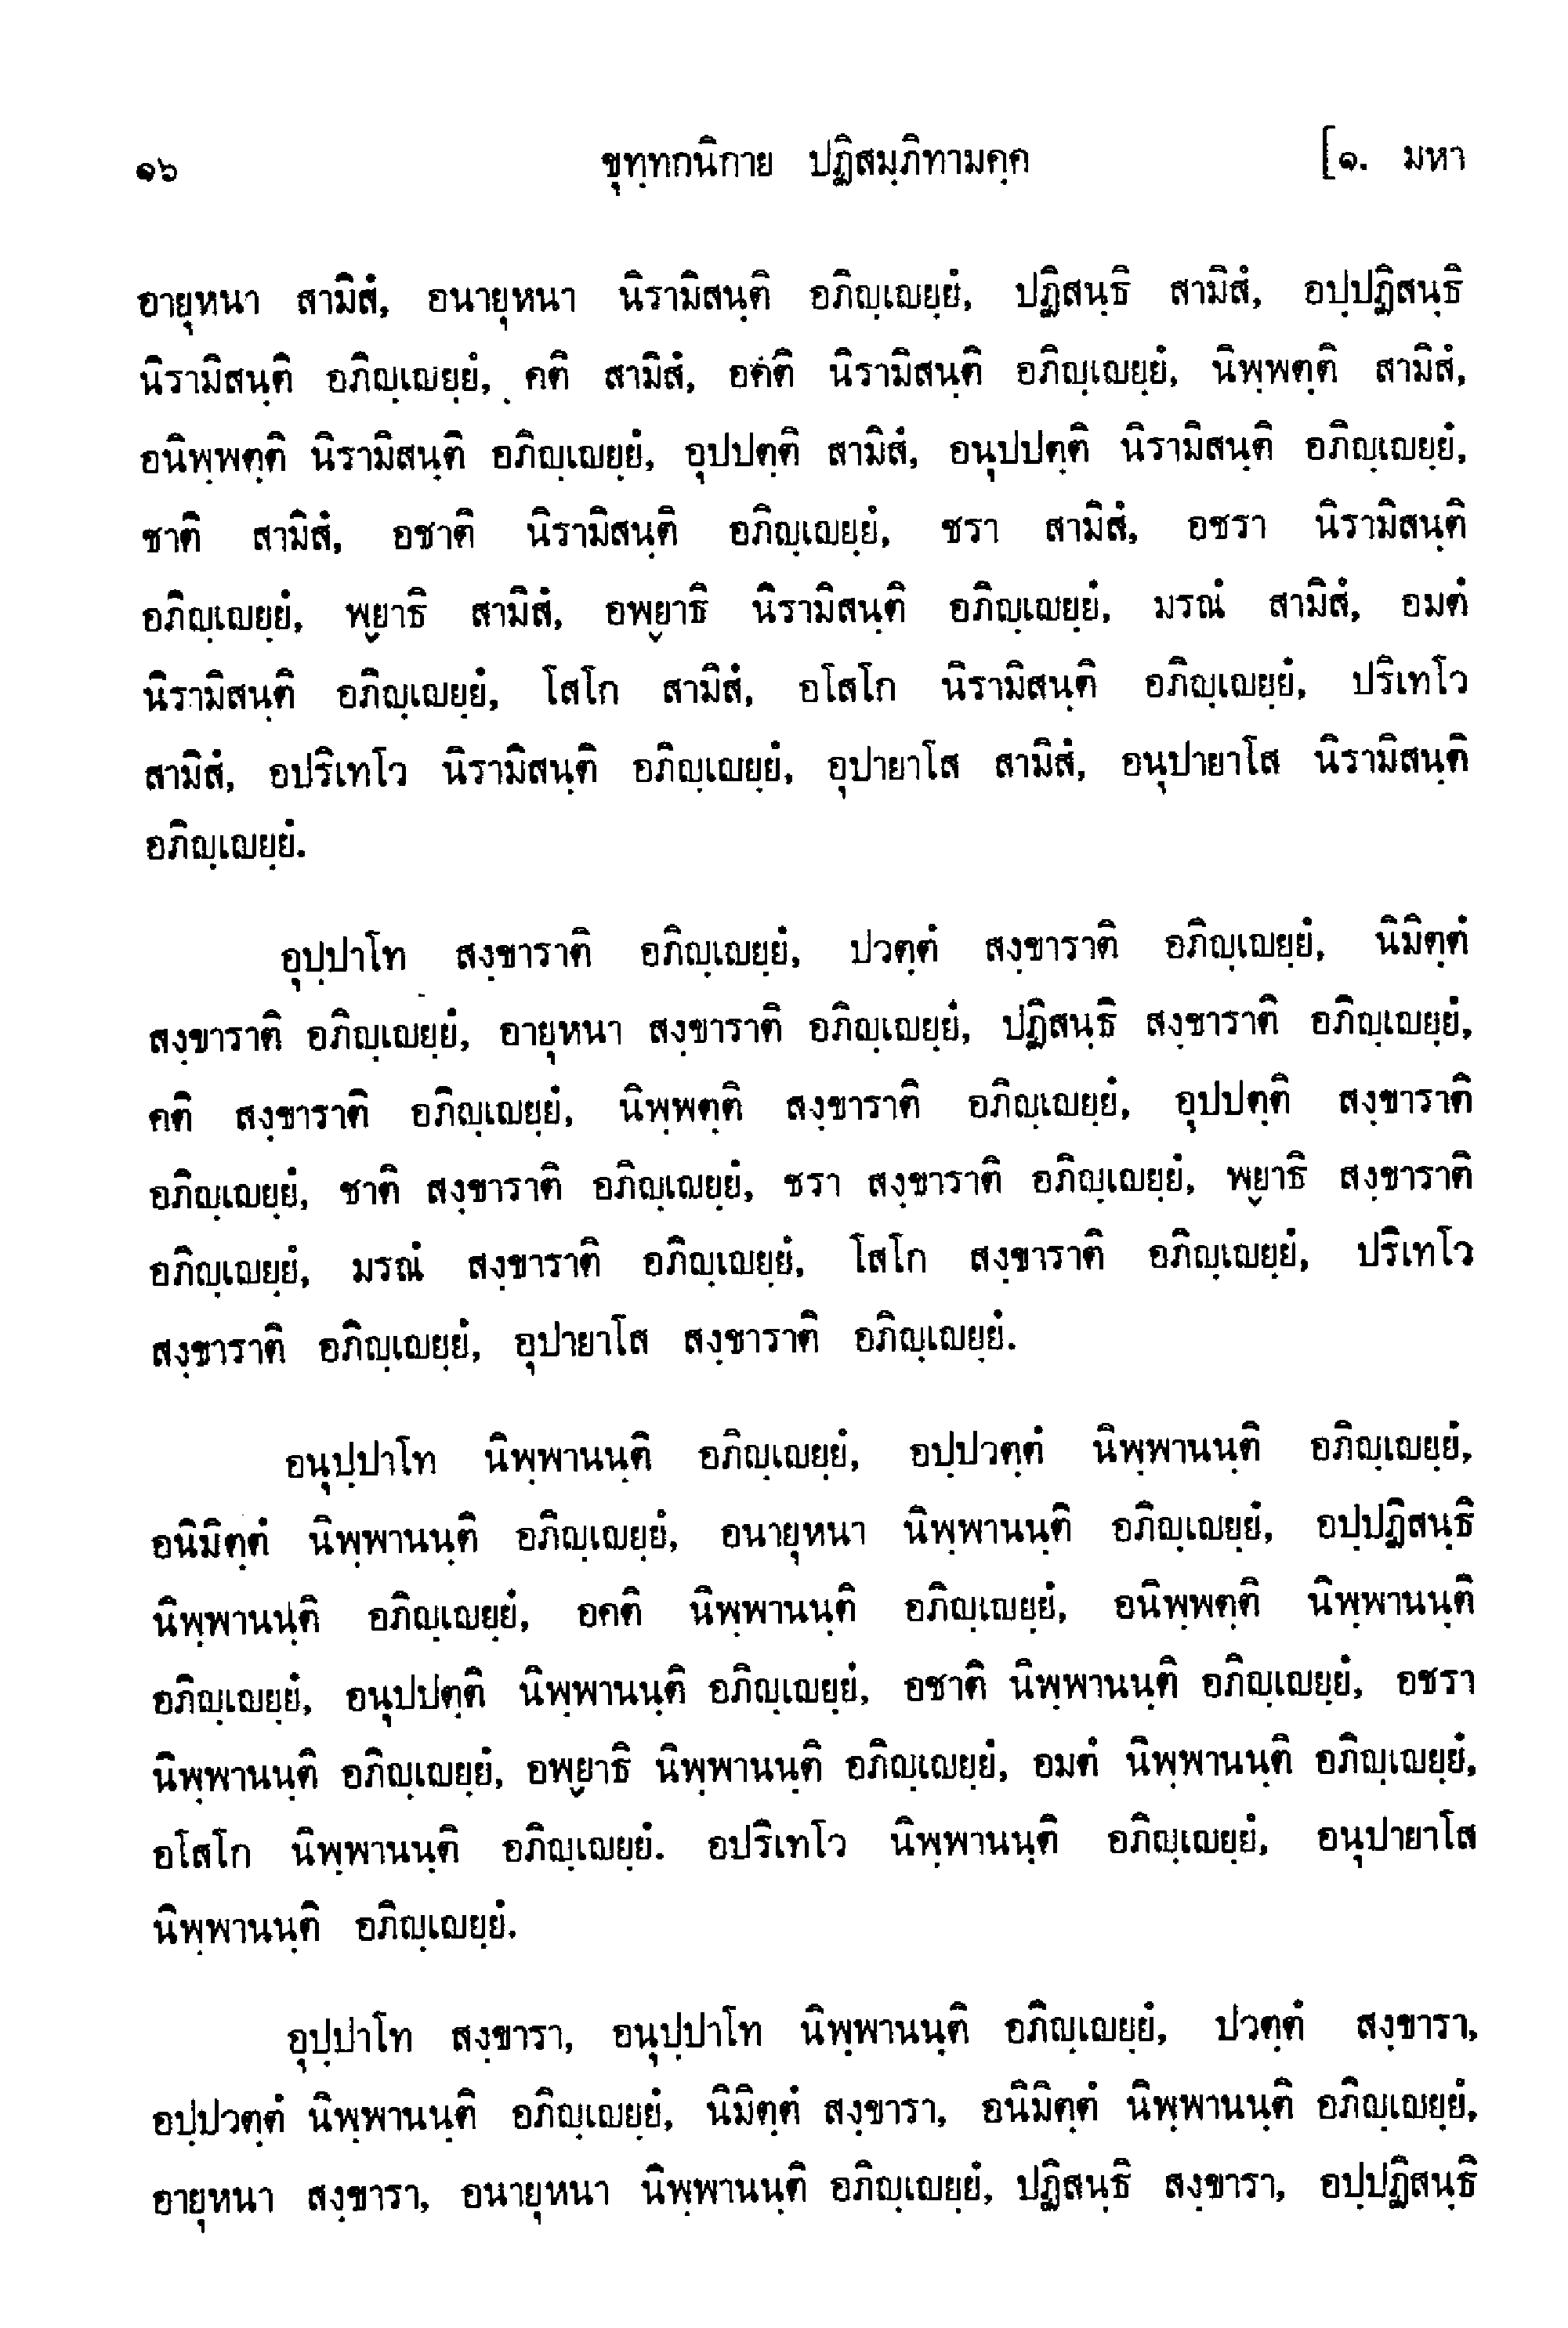 ๑๖ ขุทฺทกนิกาย ปฏิสมฺภิทามคฺค [๑. มหา
อายุหนา สามิสํ, อนายุหนา นิรามิสนฺติ อภิญฺเญยฺยํ, ปฏิสนฺธิ สามิสํ, อปฺปฏิสนฺธิ
นิรามิสนฺติ อภิญฺเญยฺยํ, คติ สามิสํ, อคติ นิรามิสนฺติ อภิญฺเญยฺยํ, นิพฺพตฺติ สามิสํ,
อนิพฺพตฺติ นิรามิสนฺติ อภิญฺเญยฺยํ, อุปปตฺติ สามิสํ, อนุปปตฺติ นิรามิสนฺติ อภิญฺเญยฺยํ,
ชาติ สามิสํ, อชาติ นิรามิสนฺติ อภิญฺเญยฺยํ, ชรา สามิสํ, อชรา นิรามิสนฺติ
อภิญฺเญยฺยํ, พฺยาธิ สามิสํ, อพฺยาธิ นิรามิสนฺติ อภิญฺเญยฺยํ, มรณํ สามิสํ, อมตํ
นิรามิสนฺติ อภิญฺเญยฺยํ, โสโก สามิสํ, อโสโก นิรามิสนฺติ อภิญฺเญยฺยํ, ปริเทโว
สามิสํ, อปริเทโว นิรามิสนฺติ อภิญฺเญยฺยํ, อุปายาโส สามิสํ, อนุปายาโส นิรามิสนฺติ
อภิญฺเญยฺยํ.
อุปฺปาโท สงฺขาราติ อภิญฺเญยฺยํ, ปวตฺตํ สงฺขาราติ อภิญฺเญยฺยํ, นิมิตฺตํ
สงฺขาราติ อภิญฺเญยฺยํ, อายุหนา สงฺขาราติ อภิญฺเญยฺยํ, ปฏิสนฺธิ สงฺขาราติ อภิญฺเญยฺยํ,
คติ สงฺขาราติ อภิญฺเญยฺยํ, นิพฺพตฺติ สงฺขาราติ อภิญฺเญยฺยํ, อุปปตฺติ สงฺขาราติ
อภิญฺเญยฺยํ, ชาติ สงฺขาราติ อภิญฺเญยฺยํ, ชรา สงฺขาราติ อภิญฺเญยฺยํ, พฺยาธิ สงฺขาราติ
อภิญฺเญยฺยํ, มรณํ สงฺขาราติ อภิญฺเญยฺยํ, โสโก สงฺขาราติ อภิญฺเญยฺยํ, ปริเทโว
สงฺขาราติ อภิญฺเญยฺยํ, อุปายาโส สงฺขาราติ อภิญฺเญยฺยํ.
อนุปฺปาโท นิพฺพานนฺติ อภิญฺเญยฺยํ, อปฺปวตฺตํ นิพฺพานนฺติ อภิญฺเญยฺยํ,
อนิมิตฺตํ นิพฺพานนฺติ อภิญฺเญยฺยํ, อนายุหนา นิพฺพานนฺติ อภิญฺเญยฺยํ, อปฺปฏิสนฺธิ
นิพฺพานนฺติ อภิญฺเญยฺยํ, อคติ นิพฺพานนฺติ อภิญฺเญยฺยํ, อนิพฺพตฺติ นิพฺพานนฺติ
อภิญฺเญยฺยํ, อนุปปตฺติ นิพฺพานนฺติ อภิญฺเญยฺยํ, อชาติ นิพฺพานนฺติ อภิญฺเญยฺยํ, อชรา
นิพฺพานนฺติ อภิญฺเญยฺยํ, อพฺยาธิ นิพฺพานนฺติ อภิญฺเญยฺยํ, อมตํ นิพฺพานนฺติ อภิญฺเญยฺยํ,
อโสโก นิพฺพานนฺติ อภิญฺเญยฺยํ. อปริเทโว นิพฺพานนฺติ อภิญฺเญยฺยํ, อนุปายาโส
นิพฺพานนฺติ อภิญฺเญยฺยํ.
อุปฺปาโท สงฺขารา, อนุปฺปาโท นิพฺพานนฺติ อภิญฺเญยฺยํ, ปวตฺตํ สงฺขารา,
อปฺปวตฺตํ นิพฺพานนฺติ อภิญฺเญยฺยํ, นิมิตฺตํ สงฺขารา, อนิมิตฺตํ นิพฺพานนฺติ อภิญฺเญยฺยํ,
อายุหนา สงฺขารา, อนายุหนา นิพฺพานนฺติ อภิญฺเญยฺยํ, ปฏิสนฺธิ สงฺขารา, อปฺปฏิสนฺธิ